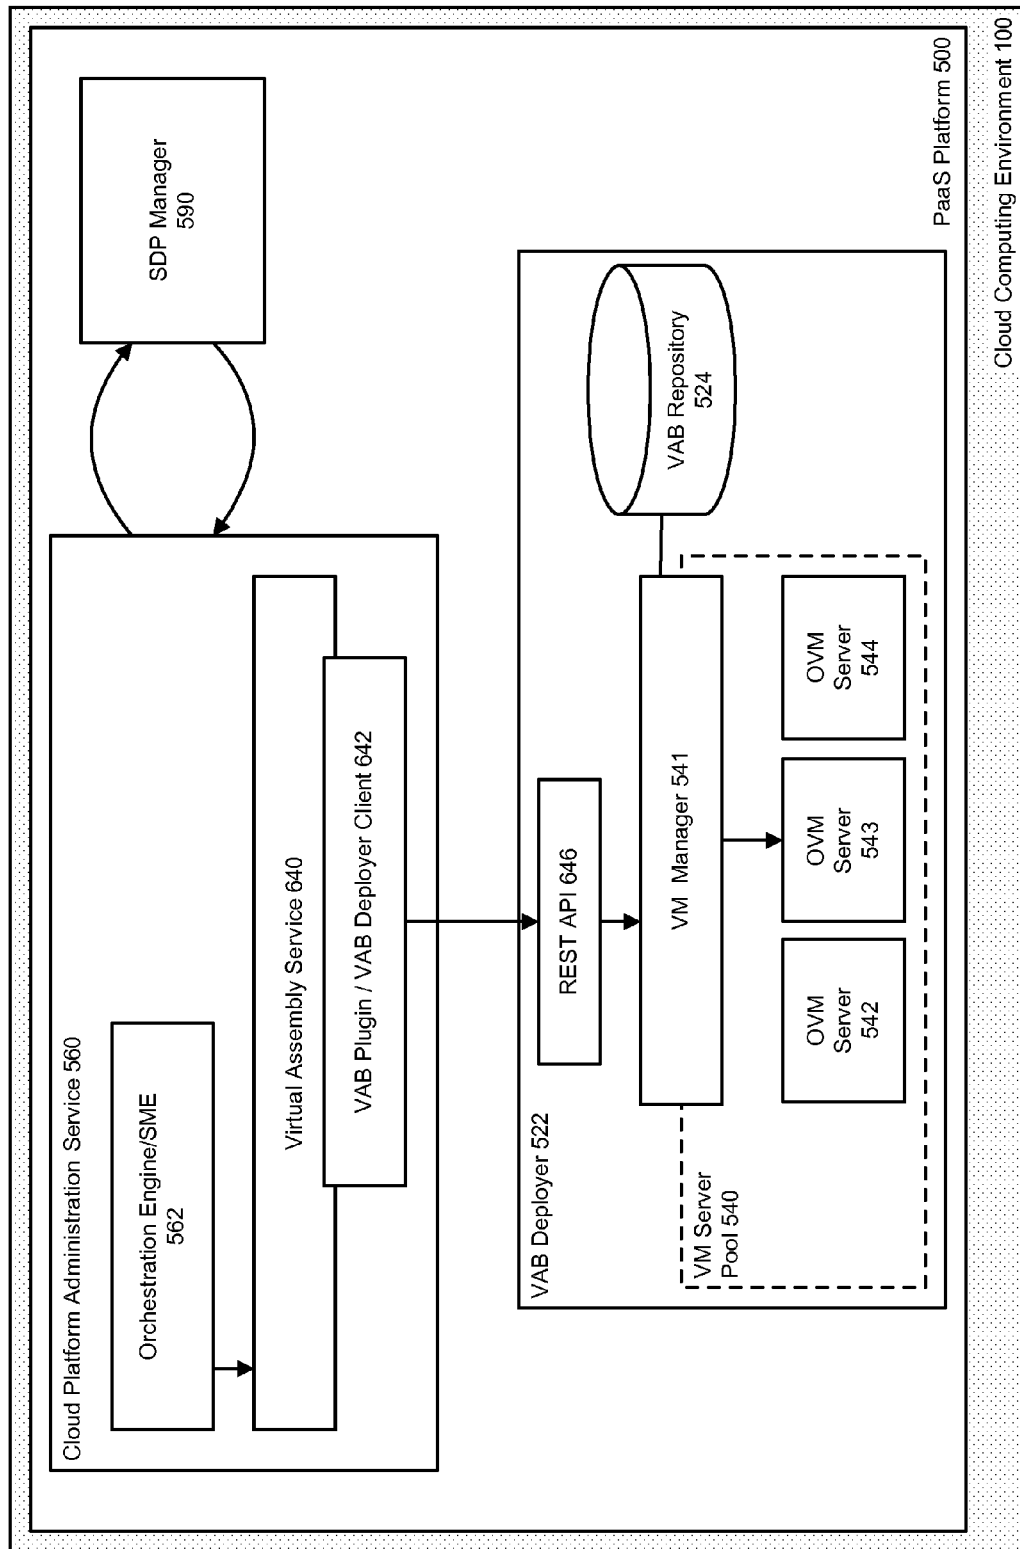 Cloud Platform Administration Service 560
Orchestration Engine/SME
562
Virtual Assembly Service 640
VAB Plugin / VAB Deployer Client 642
SDP Manager
590
VAB Deployer 522
REST API 646
VM Manager 541
VAB Repository
524
VM Server
Pool 540
OVM
Server
542
OVM
Server
543
OVM
Server
544
PaaS Platform 500
Cloud Computing Environment 100